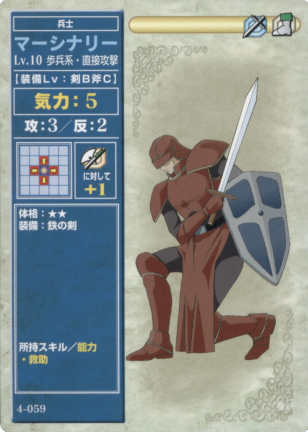 兵士
マーシナリー
Lv.10 歩兵系・直接攻撃
【装備Lv：剣B斧C】
気力：5
攻：3／反：2
に対して
+1
体格：★★
装備：鉄の剣
所持スキル／能力
・救助
4-059